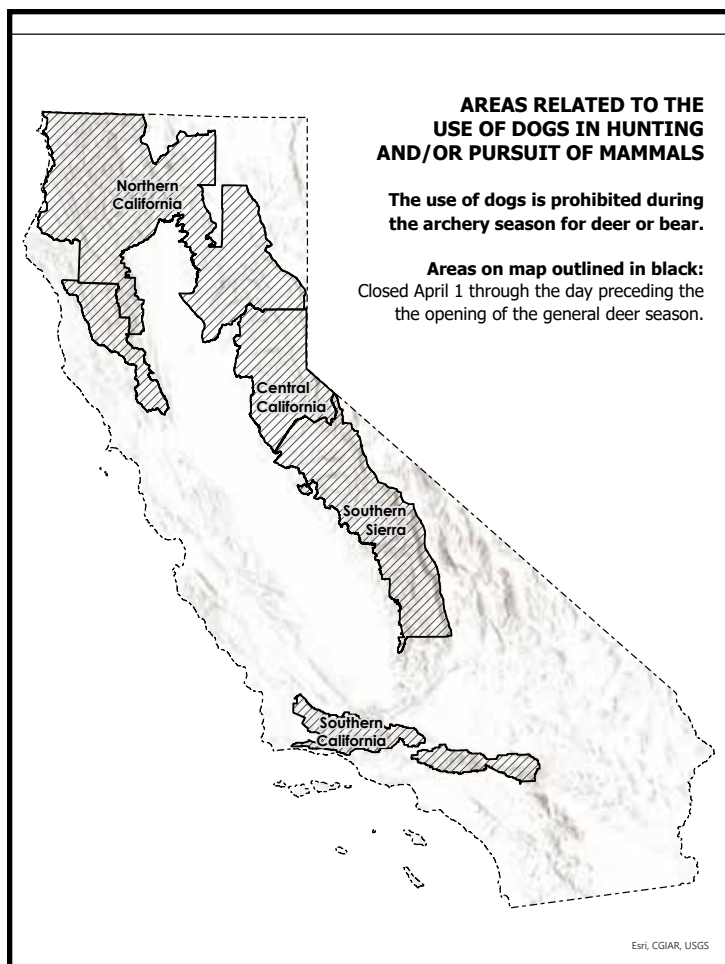 AREAS RELATED TO THE
USE OF DOGS IN HUNTING
AND/OR PURSUIT OF MAMMALS
The use of dogs is prohibited during
the archery season for deer or bear.
Areas on map outlined in black:
Closed April 1 through the day preceding the
the opening of the general deer season.
Northern
California
Central
California
Southern
Sierra
Southern
California
Esri, CGIAR, USGS